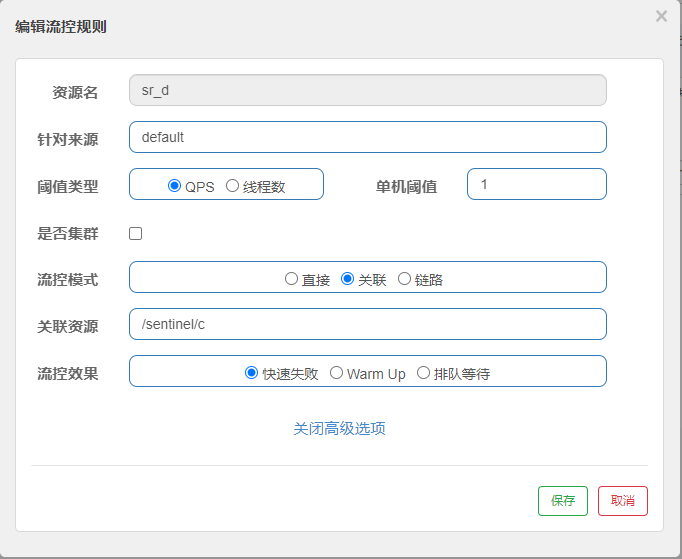 编辑流控规则
×
资源名 sr_d
针对来源 default
阈值类型 QPS 线程数 单机阈值 1
是否集群
流控模式 直接 关联 链路
关联资源 /sentinel/c
流控效果 快速失败 Warm Up 排队等待
关闭高级选项
保存 取消